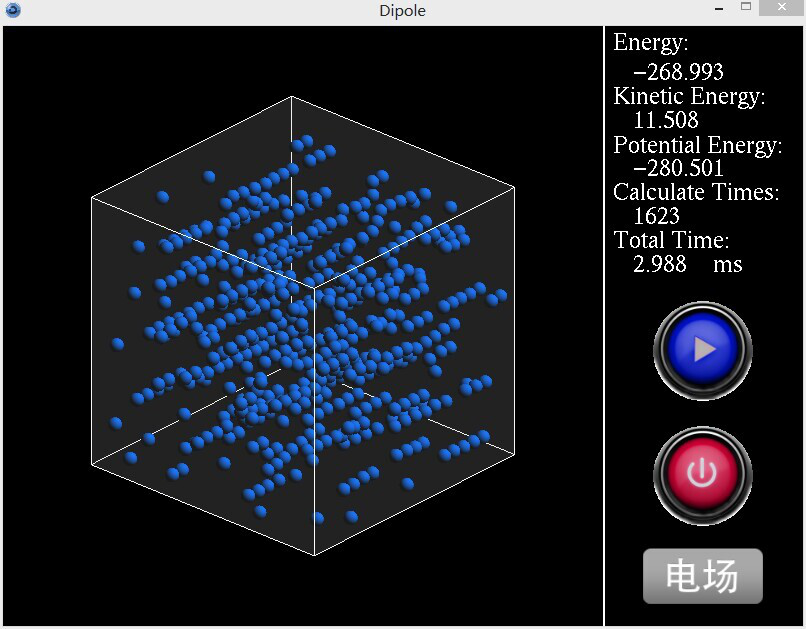 Dipole
Energy:
−268.993
Kinetic Energy:
11.508
Potential Energy:
−280.501
Calculate Times:
1623
Total Time:
2.988 ms
电场